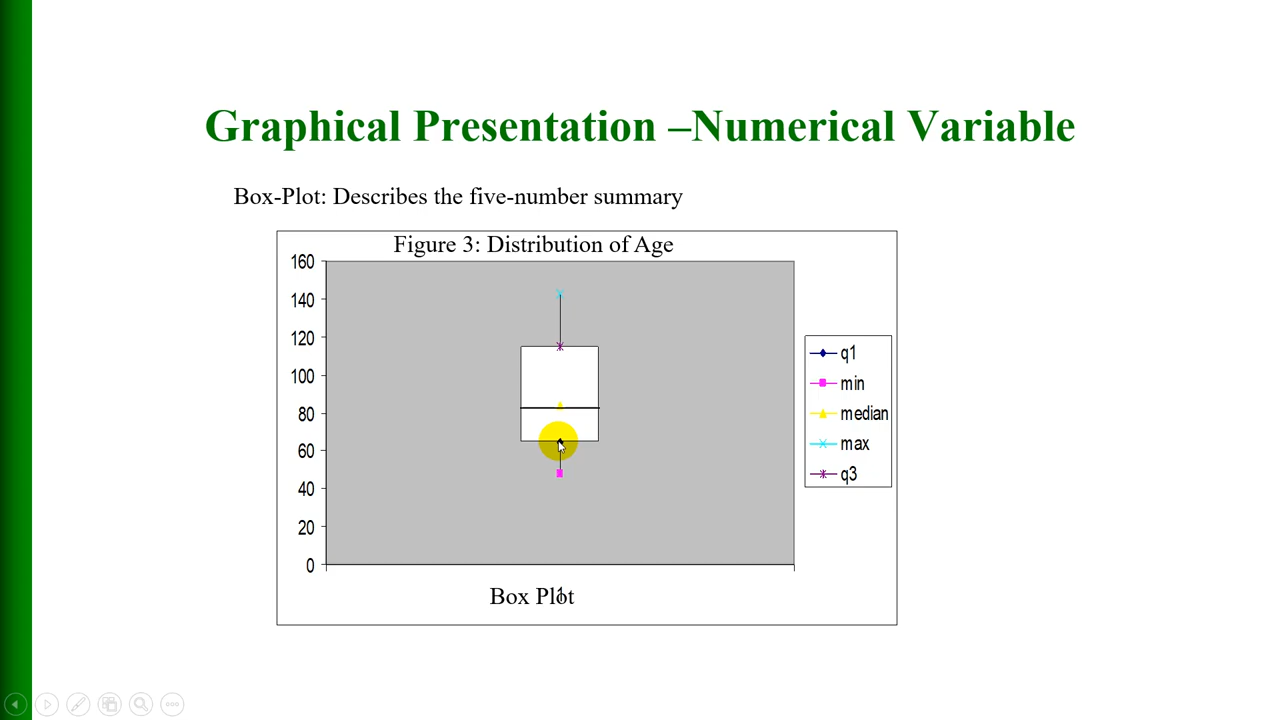 Graphical Presentation –Numerical Variable
Box-Plot: Describes the five-number summary
Figure 3: Distribution of Age
160
140
120
100
80
60
40
20
0
q1
min
median
max
q3
Box Plot